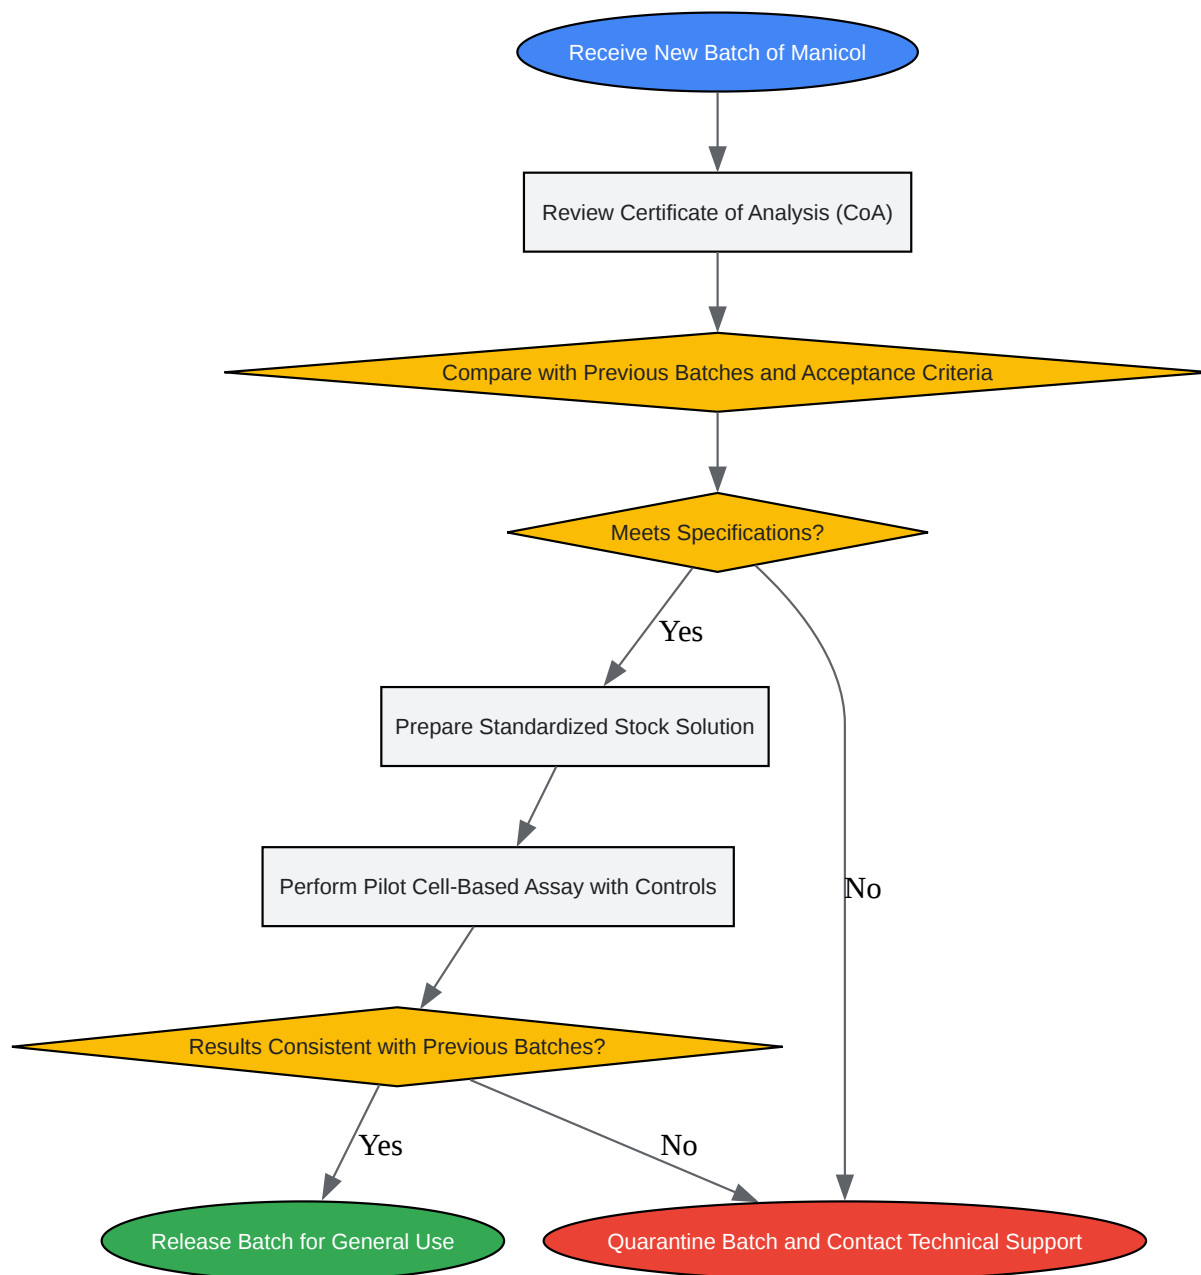 Receive New Batch of Manicol
Review Certificate of Analysis (CoA)
Compare with Previous Batches and Acceptance Criteria
Meets Specifications?
Yes
Prepare Standardized Stock Solution
Perform Pilot Cell-Based Assay with Controls
No
Results Consistent with Previous Batches?
Yes
No
Release Batch for General Use
Quarantine Batch and Contact Technical Support